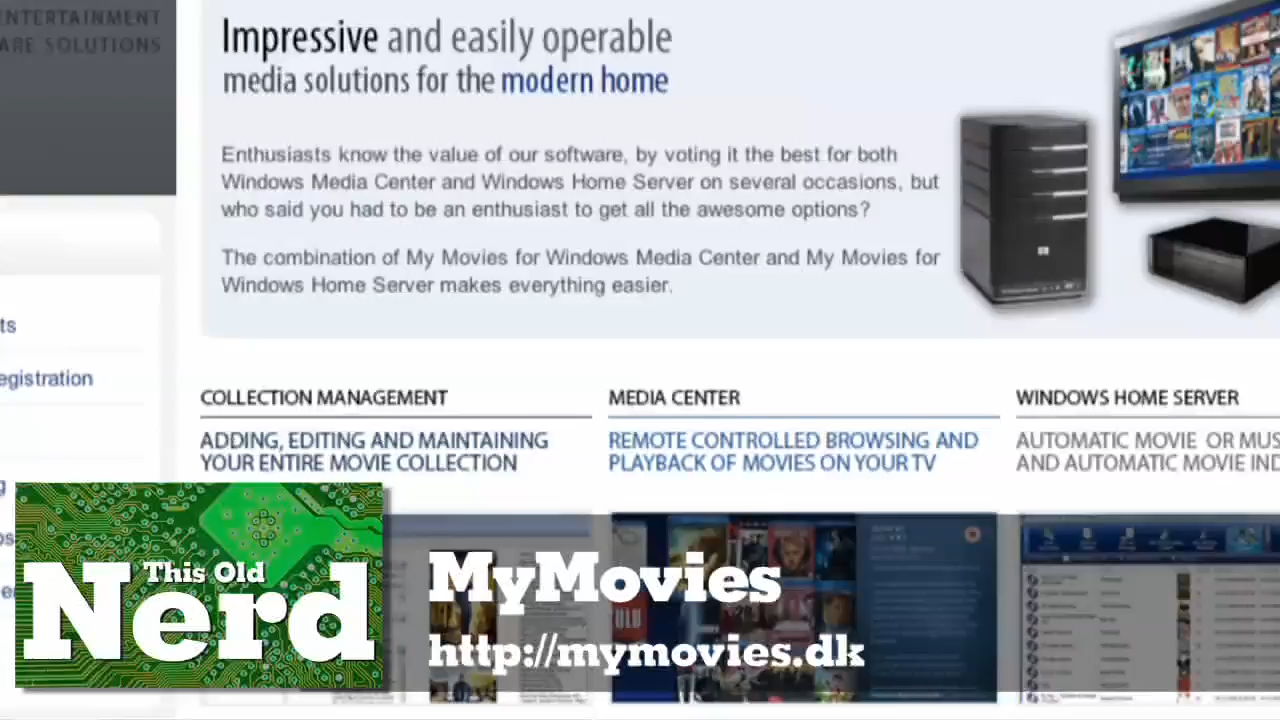 ENTERTAINMENT
ARE SOLUTIONS
Impressive and easily operable
media solutions for the modern home
Enthusiasts know the value of our software, by voting it the best for both
Windows Media Center and Windows Home Server on several occasions, but
who said you had to be an enthusiast to get all the awesome options?
The combination of My Movies for Windows Media Center and My Movies for
Windows Home Server makes everything easier.
ts
egistration
COLLECTION MANAGEMENT
ADDING, EDITING AND MAINTAINING
YOUR ENTIRE MOVIE COLLECTION
MEDIA CENTER
REMOTE CONTROLLED BROWSING AND
PLAYBACK OF MOVIES ON YOUR TV
WINDOWS HOME SERVER
AUTOMATIC MOVIE OR MUS
AND AUTOMATIC MOVIE IND
This Old
Nerd
MyMovies
http://mymovies.dk